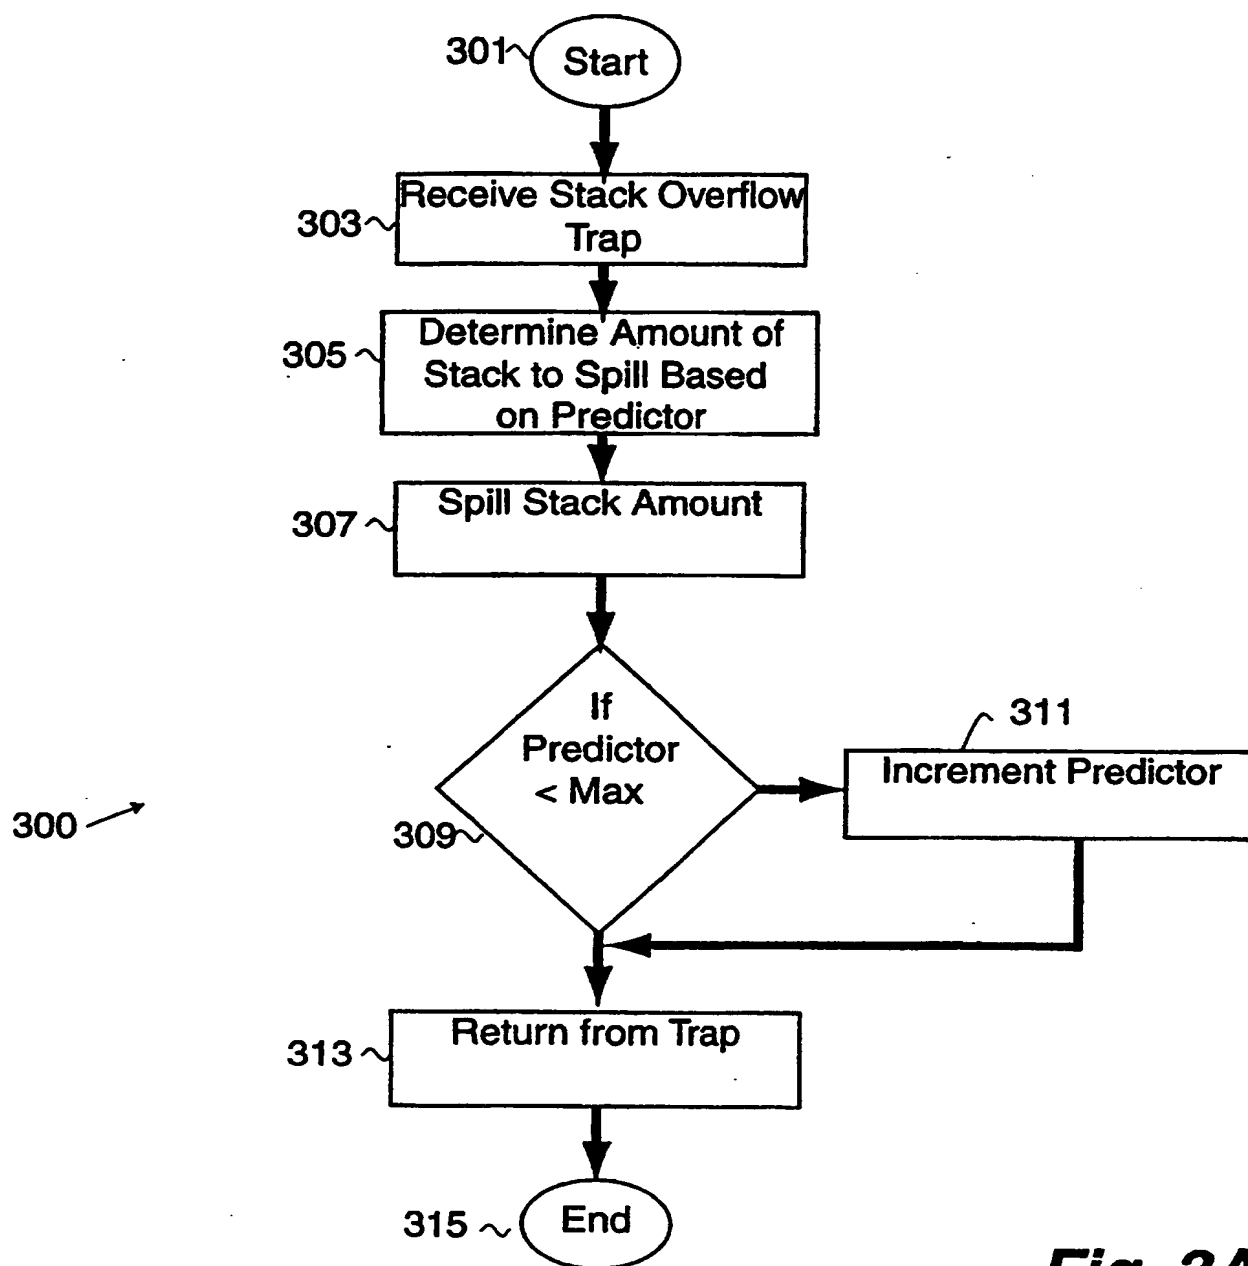 301
Start
303
Receive Stack Overflow
Trap
305
Determine Amount of
Stack to Spill Based
on Predictor
307
Spill Stack Amount
If
Predictor
< Max
309
311
Increment Predictor
300
313
Return from Trap
315
End